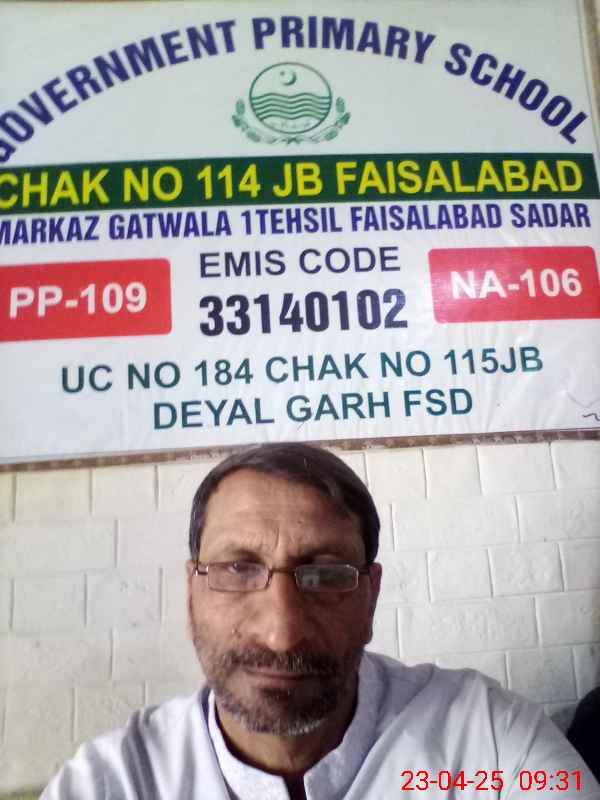 GOVERNMENT PRIMARY SCHOOL
CHAK NO 114 JB FAISALABAD
MARKAZ GATWALA 1TEHSIL FAISALABAD SADAR
EMIS CODE
PP-109
33140102
NA-106
UC NO 184 CHAK NO 115JB
DEYAL GARH FSD
23-04-25 09:31